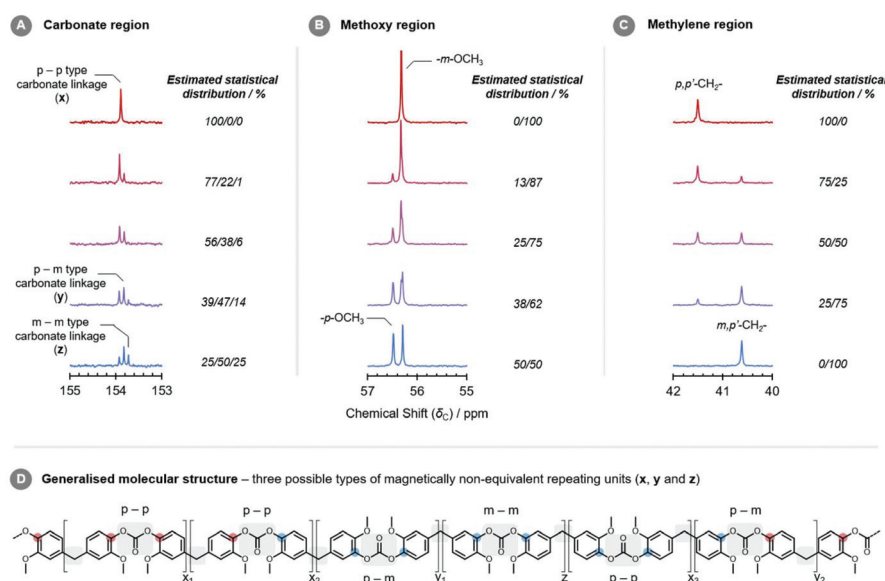 A Carbonate region
p – p type
carbonate linkage
(x)
Estimated statistical
distribution / %
100/0/0
77/22/1
56/38/6
p – m type
carbonate linkage
(y)
39/47/14
m – m type
carbonate linkage
(z)
25/50/25
155 154 153
B Methoxy region
-m-OCH3
Estimated statistical
distribution / %
0/100
13/87
25/75
38/62
-p-OCH3
50/50
57 56 55
Chemical Shift (δC) / ppm
C Methylene region
p,p'-CH2-
Estimated statistical
distribution / %
100/0
75/25
50/50
25/75
m,p'-CH2-
0/100
42 41 40
D Generalised molecular structure – three possible types of magnetically non-equivalent repeating units (x, y and z)
p – p p – p m – m p – m
O O O O O O O O O O O O O O O O O O O O O O O O O O O O O
x1 x2 p – m y1 z p – p x3 y2